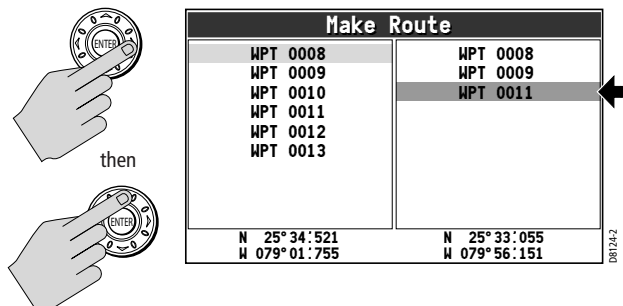 ENTER
then
ENTER
Make Route
WPT 0008
WPT 0009
WPT 0010
WPT 0011
WPT 0012
WPT 0013
WPT 0008
WPT 0009
WPT 0011
N 25°34.'521
W 079°01.'755
N 25°33.'055
W 079°56.'151
D8124-2